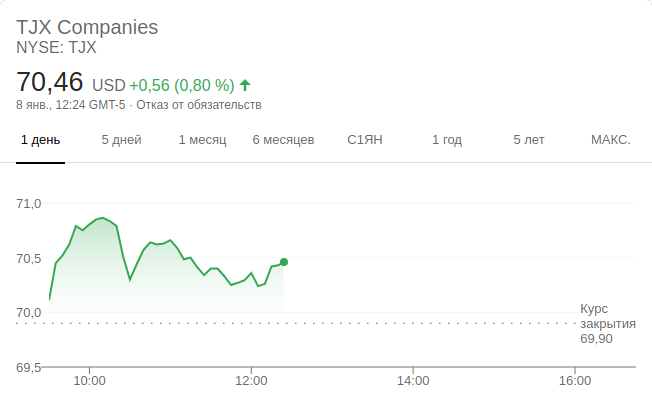 TJX Companies
NYSE: TJX
70,46 USD +0,56 (0,80 %)
8 янв., 12:24 GMT-5 · Отказ от обязательств
1 день 5 дней 1 месяц 6 месяцев С1ЯН 1 год 5 лет МАКС.
71,0
70,5
70,0
Курс
закрытия
69,90
69,5
10:00 12:00 14:00 16:00